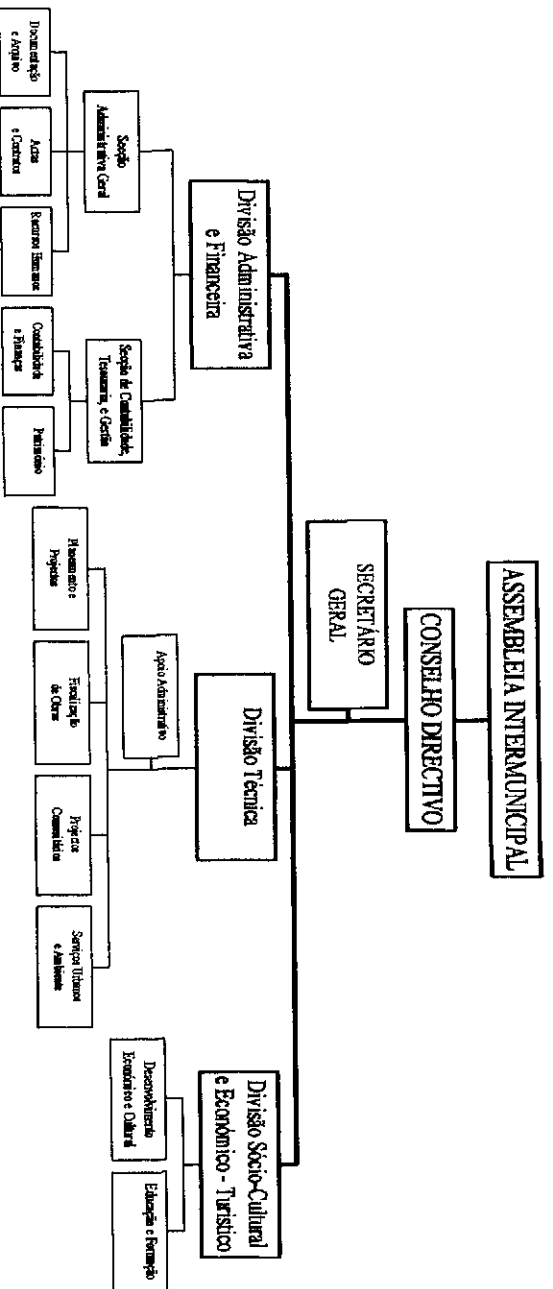 ASSEMBLEIA INTERMUNICIPAL
CONSELHO DIRECTIVO
SECRETÁRIO
GERAL
Divisão Administrativa
e Financeira
Divisão Técnica
Divisão Sócio-Cultural
e Económico - Turistico
Secção
Administrativa Geral
Secção de Contabilidade,
Tesouraria, e Gestão
Apoio Administrativo
Documentação
e Arquivo
Actas
e Contratos
Recursos Humanos
Contabilidade
e Finanças
Património
Planeamento e
Projectos
Fiscalização
de Obras
Projectos
Comunitários
Serviços Urbanos
e Ambiente
Desenvolvimento
Económico e Cultural
Educação e Formação